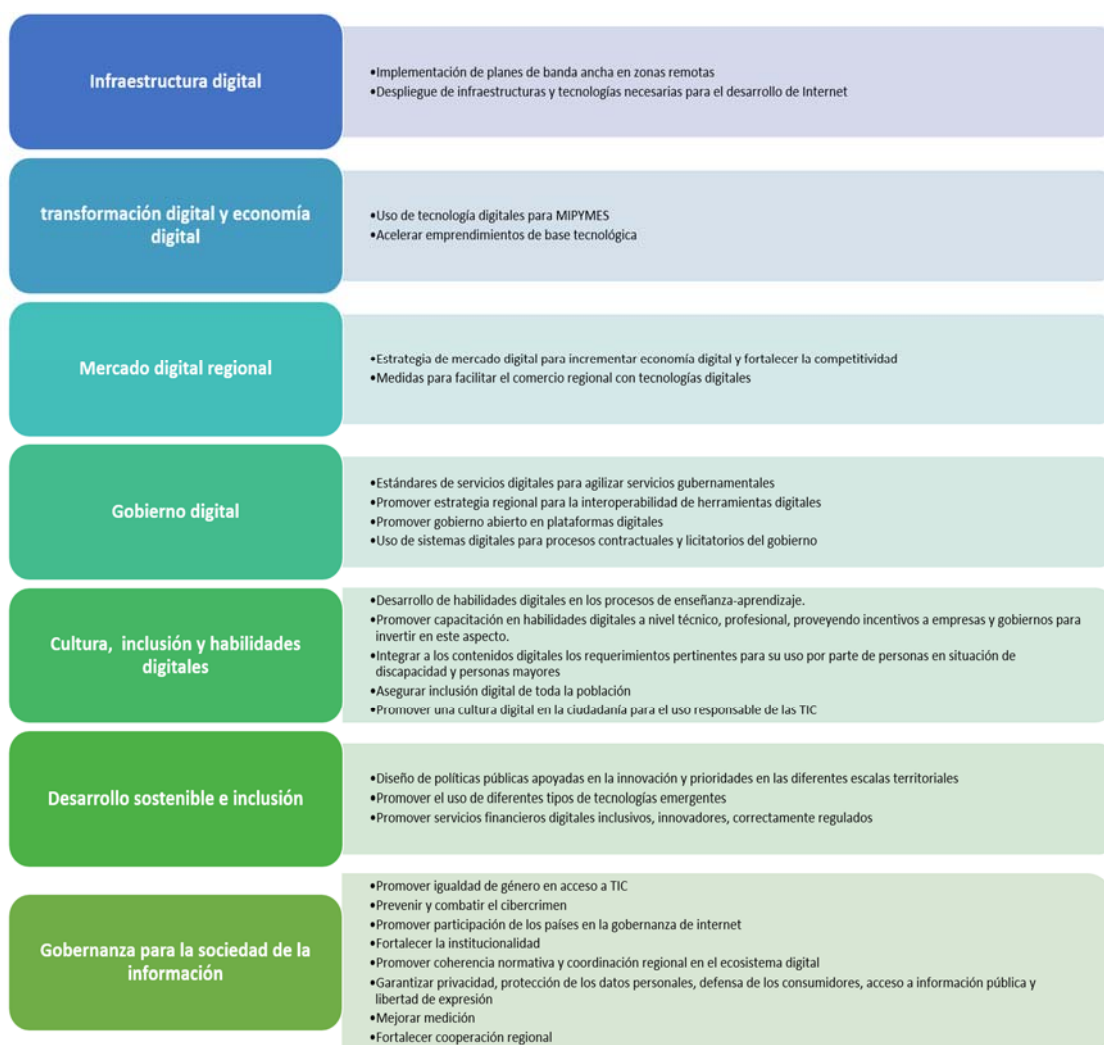 Infraestructura digital
•Implementación de planes de banda ancha en zonas remotas
•Despliegue de infraestructuras y tecnologías necesarias para el desarrollo de Internet
transformación digital y economía
digital
•Uso de tecnología digitales para MIPYMES
•Acelerar emprendimientos de base tecnológica
Mercado digital regional
•Estrategia de mercado digital para incrementar economía digital y fortalecer la competitividad
•Medidas para facilitar el comercio regional con tecnologías digitales
Gobierno digital
•Estándares de servicios digitales para agilizar servicios gubernamentales
•Promover estrategia regional para la interoperabilidad de herramientas digitales
•Promover gobierno abierto en plataformas digitales
•Uso de sistemas digitales para procesos contractuales y licitatorios del gobierno
Cultura, inclusión y habilidades
digitales
•Desarrollo de habilidades digitales en los procesos de enseñanza-aprendizaje.
•Promover capacitación en habilidades digitales a nivel técnico, profesional, proveyendo incentivos a empresas y gobiernos para
invertir en este aspecto.
•Integrar a los contenidos digitales los requerimientos pertinentes para su uso por parte de personas en situación de
discapacidad y personas mayores
•Asegurar inclusión digital de toda la población
•Promover una cultura digital en la ciudadanía para el uso responsable de las TIC
Desarrollo sostenible e inclusión
•Diseño de políticas públicas apoyadas en la innovación y prioridades en las diferentes escalas territoriales
•Promover el uso de diferentes tipos de tecnologías emergentes
•Promover servicios financieros digitales inclusivos, innovadores, correctamente regulados
Gobernanza para la sociedad de la
información
•Promover igualdad de género en acceso a TIC
•Prevenir y combatir el cibercrimen
•Promover participación de los países en la gobernanza de internet
•Fortalecer la institucionalidad
•Promover coherencia normativa y coordinación regional en el ecosistema digital
•Garantizar privacidad, protección de los datos personales, defensa de los consumidores, acceso a información pública y
libertad de expresión
•Mejorar medición
•Fortalecer cooperación regional